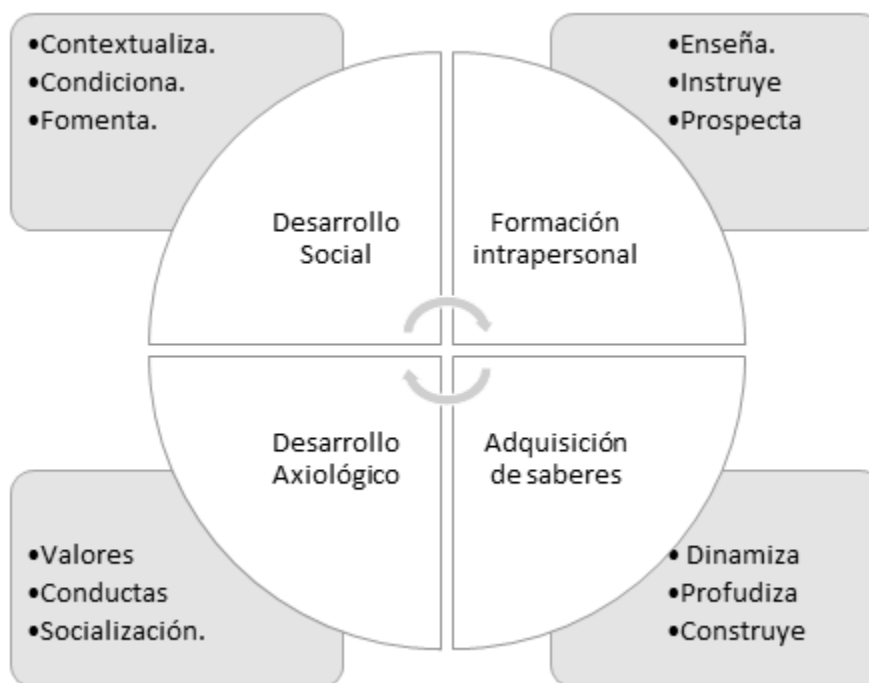 •Contextualiza.
•Condiciona.
•Fomenta.
•Enseña.
•Instruye
•Prospecta
Desarrollo
Social
Formación
intrapersonal
Desarrollo
Axiológico
Adquisición
de saberes
•Valores
•Conductas
•Socialización.
• Dinamiza
•Profudiza
•Construye